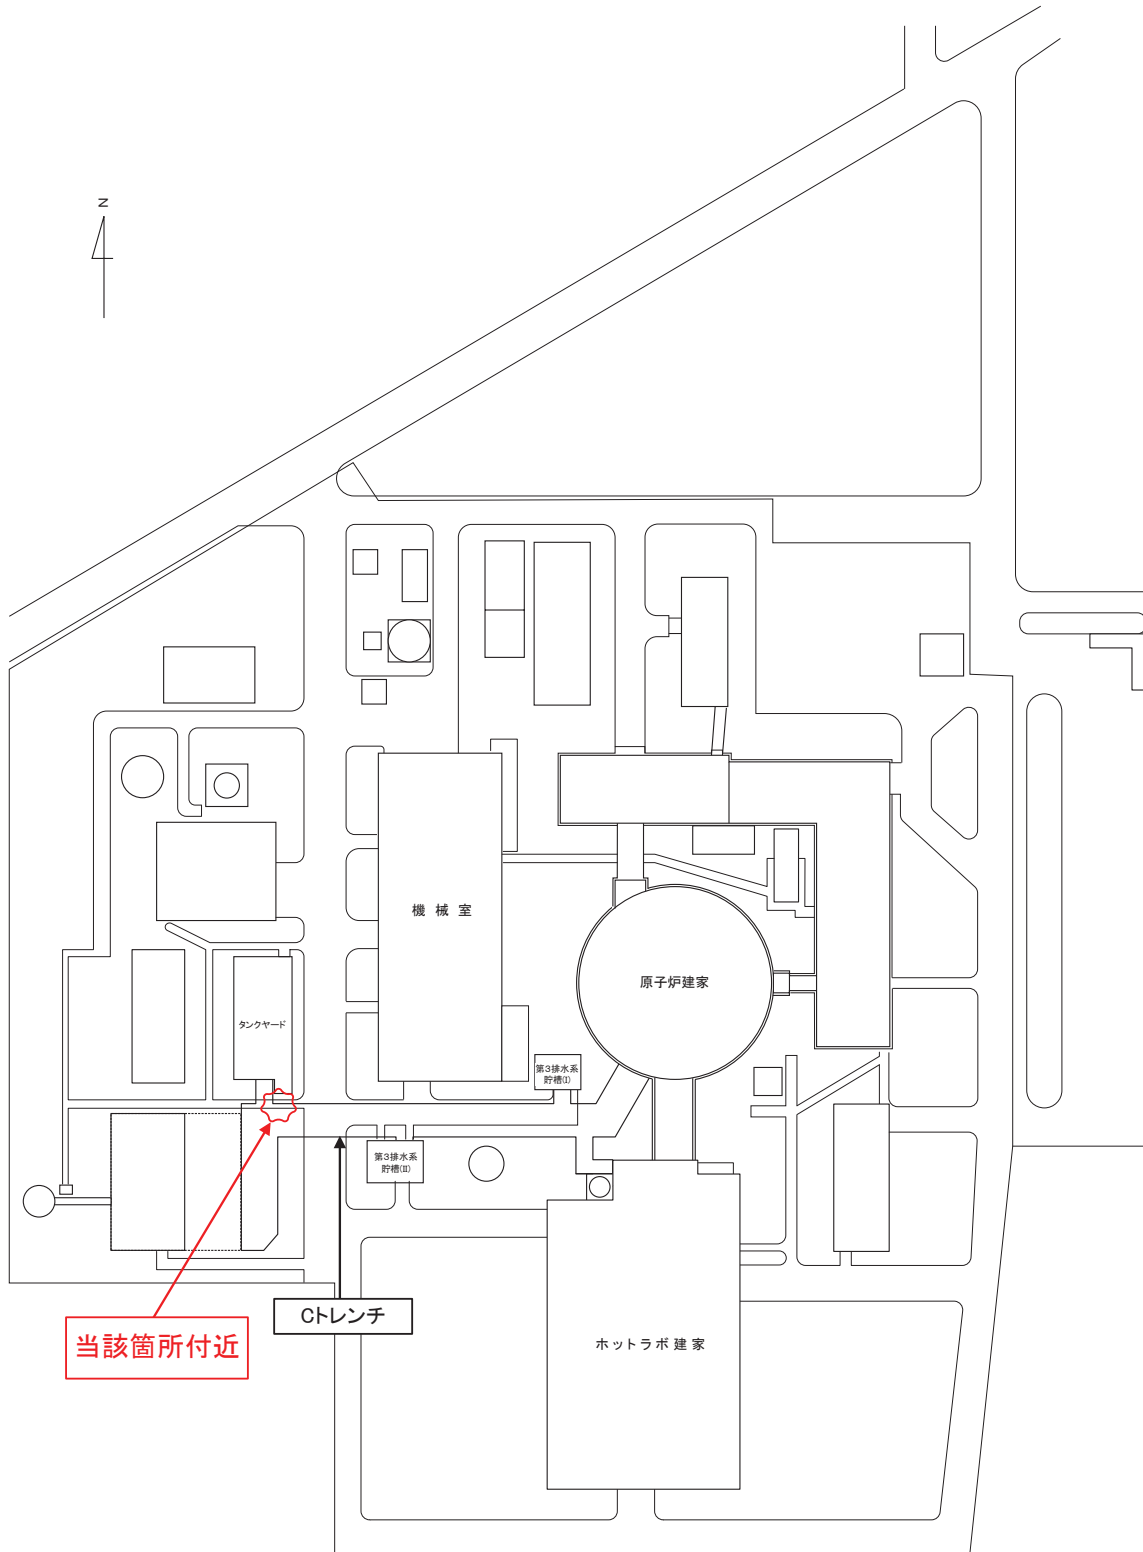 N
機械室
原子炉建家
タンクヤード
第3排水系
貯槽(I)
第3排水系
貯槽(II)
Cトレンチ
当該箇所付近
ホットラボ建家